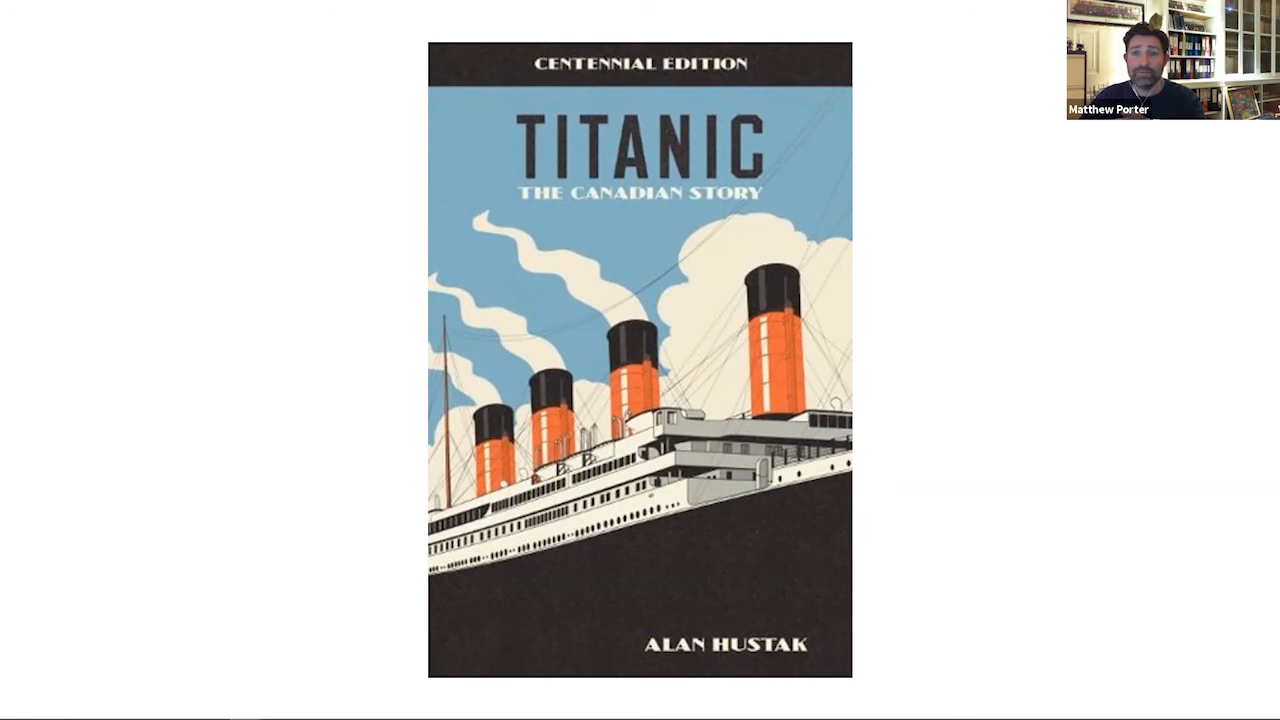 CENTENNIAL EDITION
TITANIC
THE CANADIAN STORY
ALAN HUSTAK
Matthew Porter